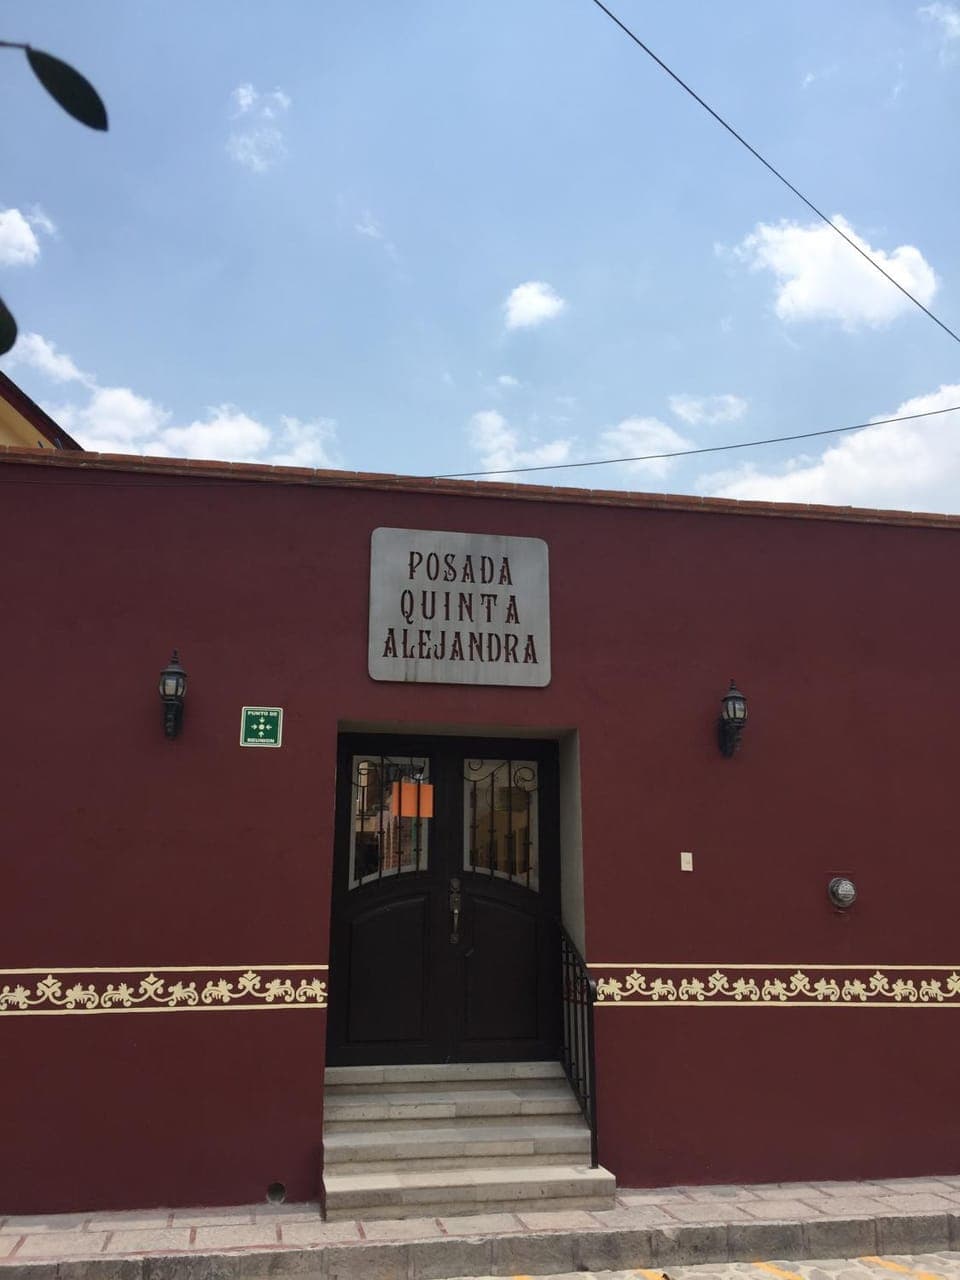 POSADA
QUINTA
ALEJANDRA
PUNTO DE
REUNION